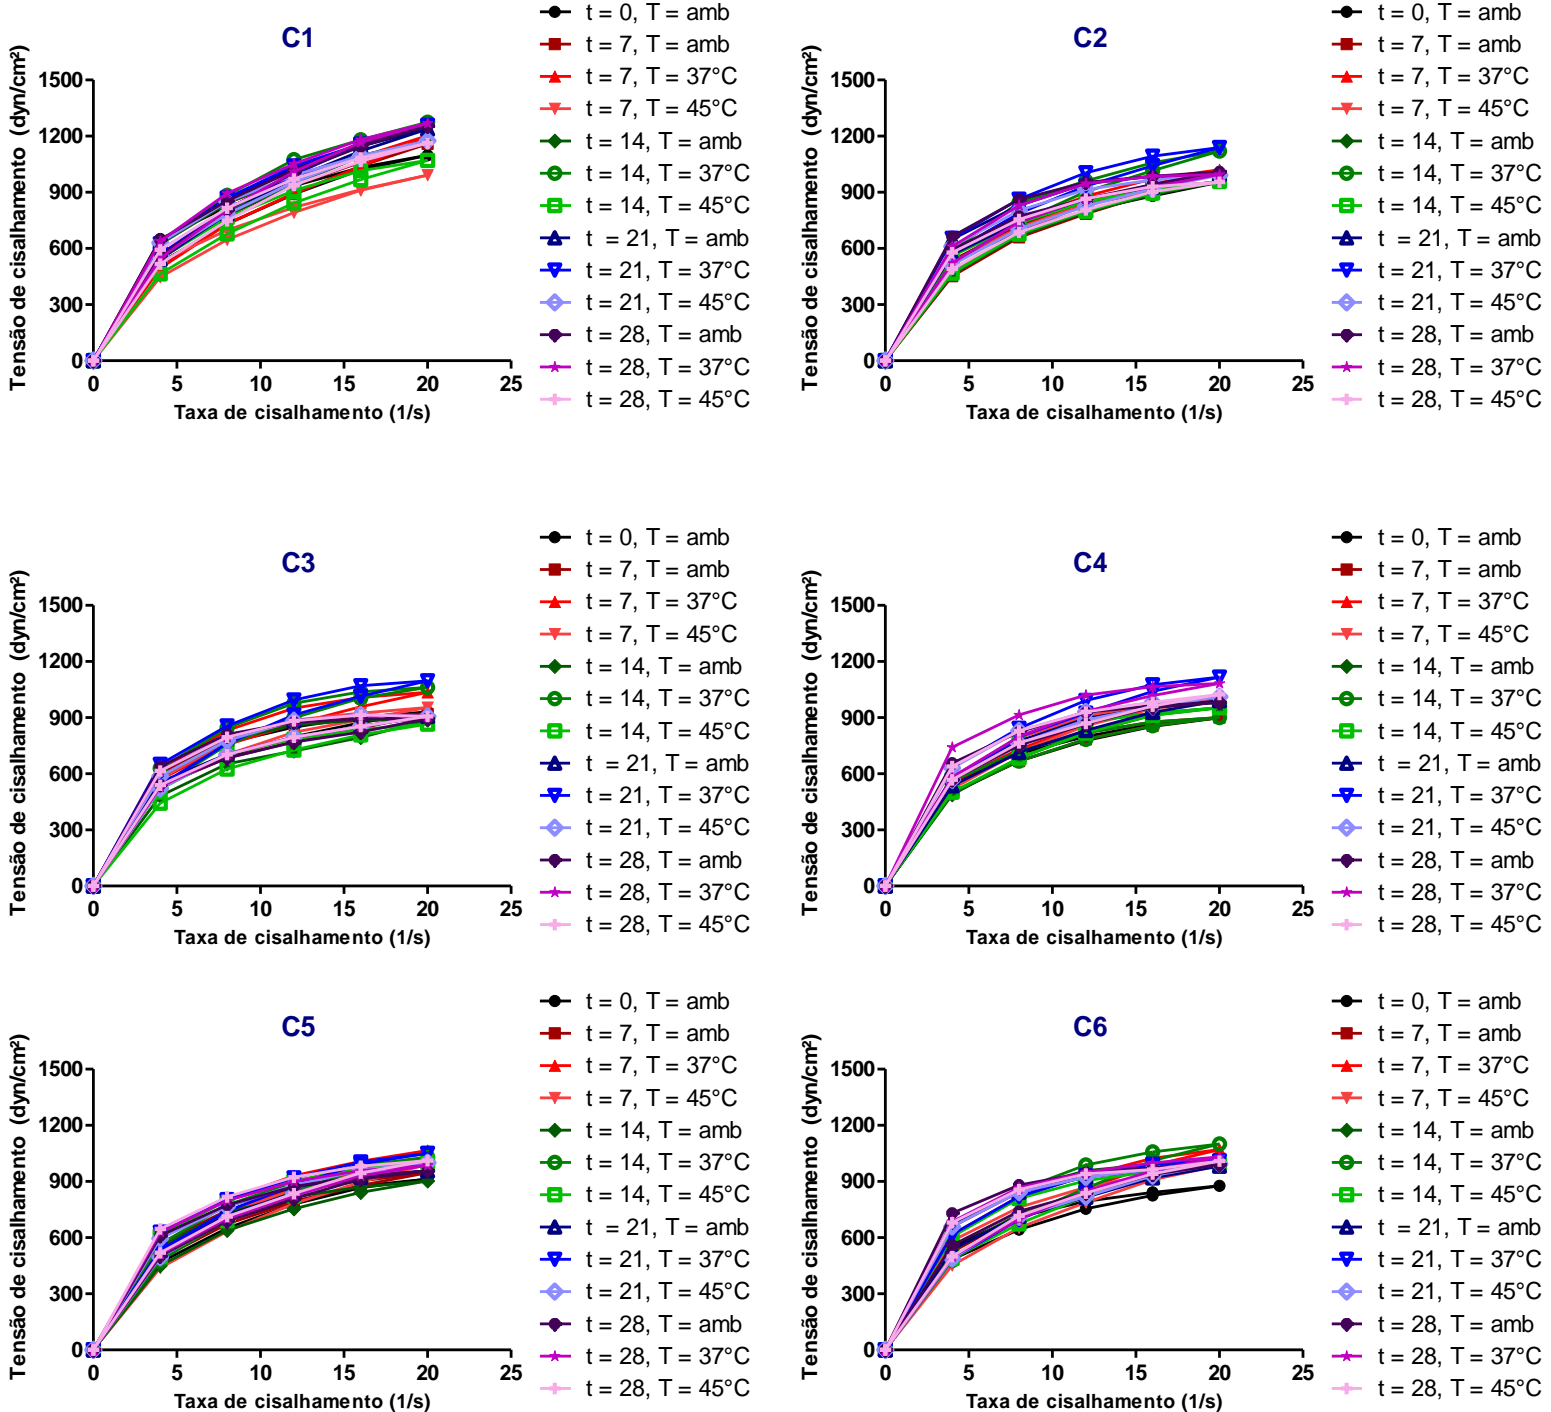 C1
Tensão de cisalhamento (dyn/cm²)
1500
1200
900
600
300
0
0 5 10 15 20 25
Taxa de cisalhamento (1/s)
t = 0, T = amb
t = 7, T = amb
t = 7, T = 37°C
t = 7, T = 45°C
t = 14, T = amb
t = 14, T = 37°C
t = 14, T = 45°C
t = 21, T = amb
t = 21, T = 37°C
t = 21, T = 45°C
t = 28, T = amb
t = 28, T = 37°C
t = 28, T = 45°C
C2
Tensão de cisalhamento (dyn/cm²)
1500
1200
900
600
300
0
0 5 10 15 20 25
Taxa de cisalhamento (1/s)
t = 0, T = amb
t = 7, T = amb
t = 7, T = 37°C
t = 7, T = 45°C
t = 14, T = amb
t = 14, T = 37°C
t = 14, T = 45°C
t = 21, T = amb
t = 21, T = 37°C
t = 21, T = 45°C
t = 28, T = amb
t = 28, T = 37°C
t = 28, T = 45°C
C3
Tensão de cisalhamento (dyn/cm²)
1500
1200
900
600
300
0
0 5 10 15 20 25
Taxa de cisalhamento (1/s)
t = 0, T = amb
t = 7, T = amb
t = 7, T = 37°C
t = 7, T = 45°C
t = 14, T = amb
t = 14, T = 37°C
t = 14, T = 45°C
t = 21, T = amb
t = 21, T = 37°C
t = 21, T = 45°C
t = 28, T = amb
t = 28, T = 37°C
t = 28, T = 45°C
C4
Tensão de cisalhamento (dyn/cm²)
1500
1200
900
600
300
0
0 5 10 15 20 25
Taxa de cisalhamento (1/s)
t = 0, T = amb
t = 7, T = amb
t = 7, T = 37°C
t = 7, T = 45°C
t = 14, T = amb
t = 14, T = 37°C
t = 14, T = 45°C
t = 21, T = amb
t = 21, T = 37°C
t = 21, T = 45°C
t = 28, T = amb
t = 28, T = 37°C
t = 28, T = 45°C
C5
Tensão de cisalhamento (dyn/cm²)
1500
1200
900
600
300
0
0 5 10 15 20 25
Taxa de cisalhamento (1/s)
t = 0, T = amb
t = 7, T = amb
t = 7, T = 37°C
t = 7, T = 45°C
t = 14, T = amb
t = 14, T = 37°C
t = 14, T = 45°C
t = 21, T = amb
t = 21, T = 37°C
t = 21, T = 45°C
t = 28, T = amb
t = 28, T = 37°C
t = 28, T = 45°C
C6
Tensão de cisalhamento (dyn/cm²)
1500
1200
900
600
300
0
0 5 10 15 20 25
Taxa de cisalhamento (1/s)
t = 0, T = amb
t = 7, T = amb
t = 7, T = 37°C
t = 7, T = 45°C
t = 14, T = amb
t = 14, T = 37°C
t = 14, T = 45°C
t = 21, T = amb
t = 21, T = 37°C
t = 21, T = 45°C
t = 28, T = amb
t = 28, T = 37°C
t = 28, T = 45°C